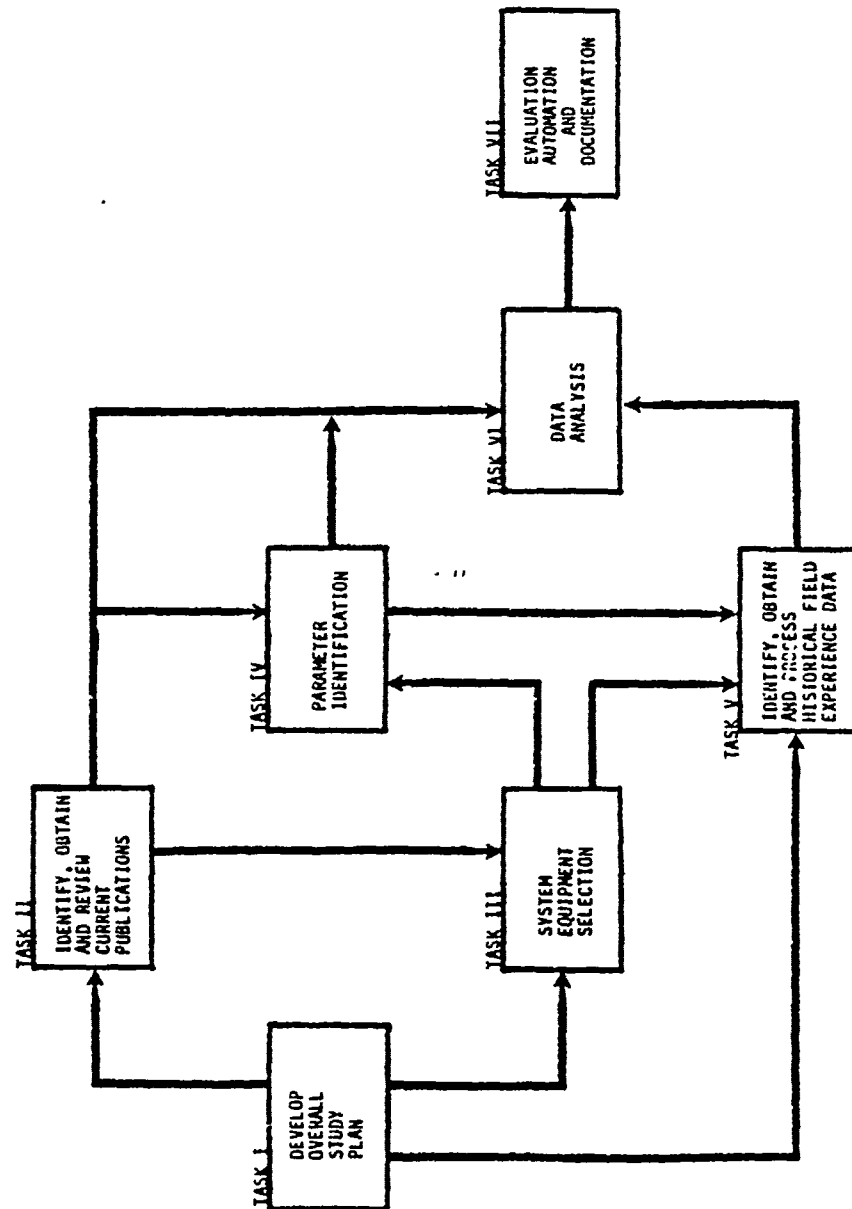 TASK I
DEVELOP
OVERALL
STUDY
PLAN
TASK II
IDENTIFY, OBTAIN
AND REVIEW
CURRENT
PUBLICATIONS
TASK III
SYSTEM
EQUIPMENT
SELECTION
TASK IV
PARAMETER
IDENTIFICATION
TASK V
IDENTIFY, OBTAIN
AND PROCESS
HISTORICAL FIELD
EXPERIENCE DATA
TASK VI
DATA
ANALYSIS
TASK VII
EVALUATION
AUTOMATION
AND
DOCUMENTATION